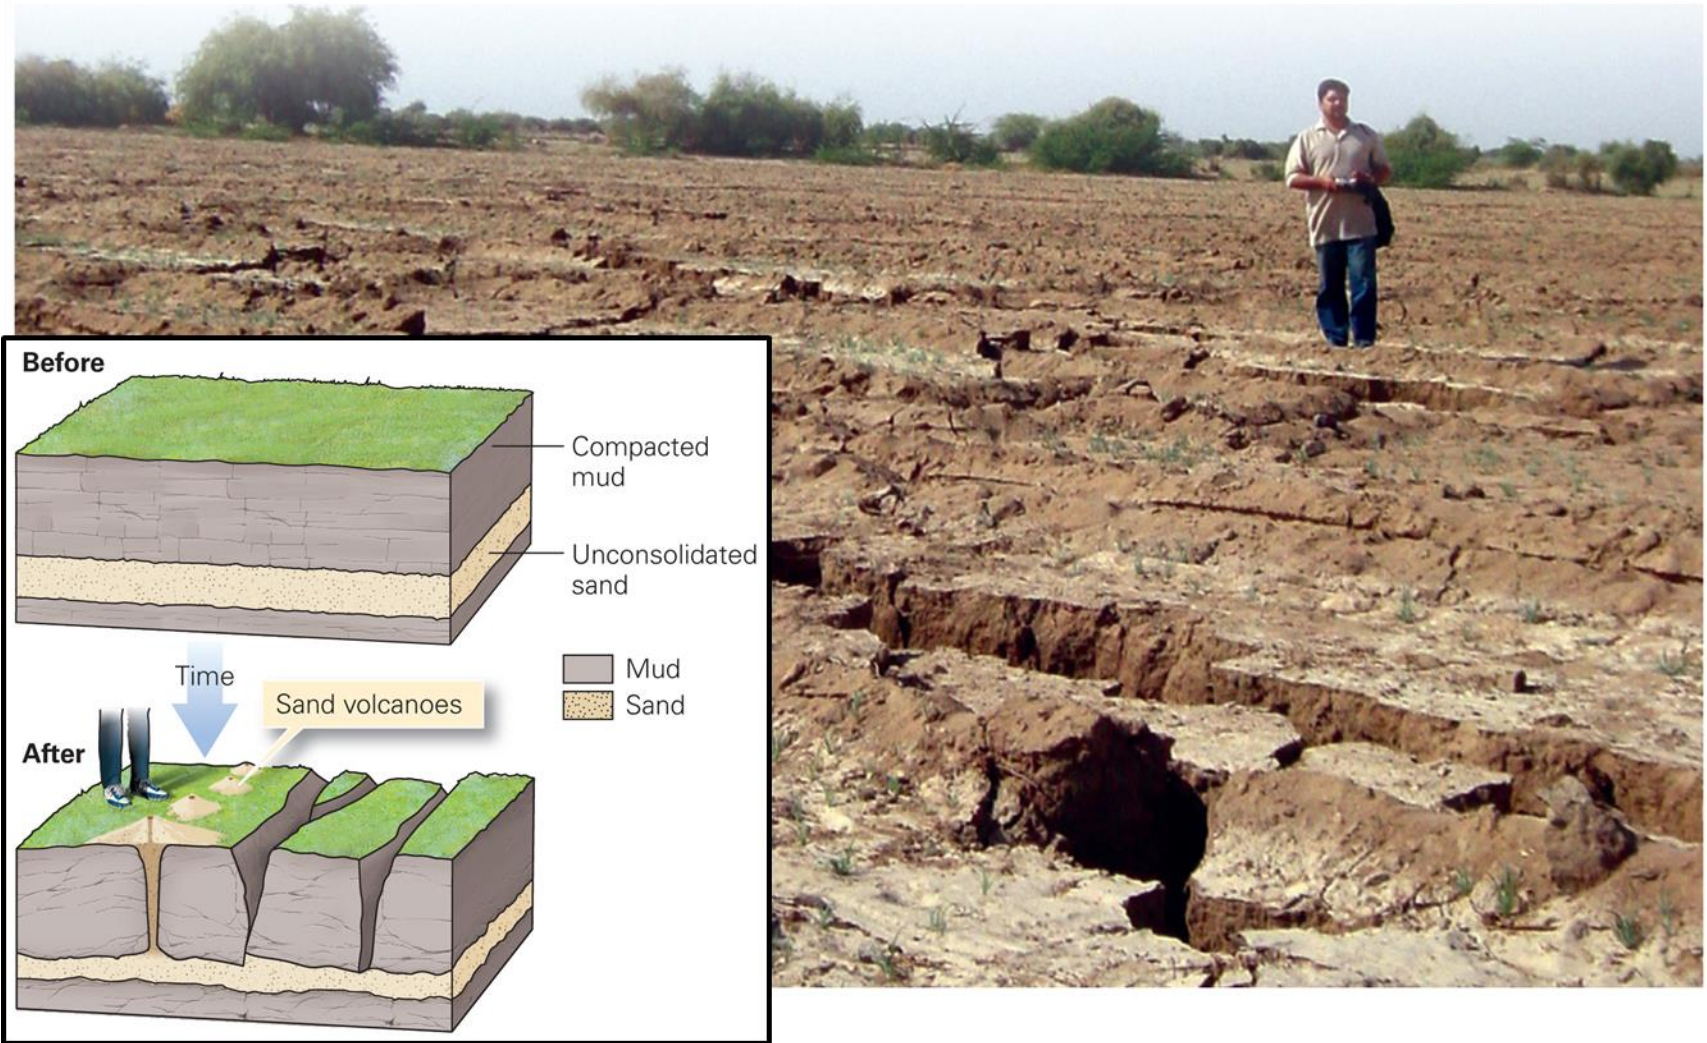 Before
Compacted
mud
Unconsolidated
sand
Mud
Sand
Time
Sand volcanoes
After